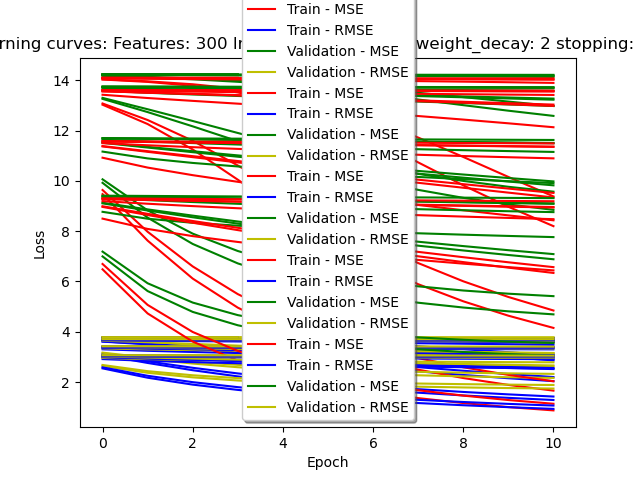 rning curves: Features: 300 weight_decay: 2 stopping:
Train - MSE
Train - RMSE
Validation - MSE
Validation - RMSE
Train - MSE
Train - RMSE
Validation - MSE
Validation - RMSE
Train - MSE
Train - RMSE
Validation - MSE
Validation - RMSE
Train - MSE
Train - RMSE
Validation - MSE
Validation - RMSE
Train - MSE
Train - RMSE
Validation - MSE
Validation - RMSE
Loss
14
12
10
8
6
4
2
0 2 4 6 8 10
Epoch